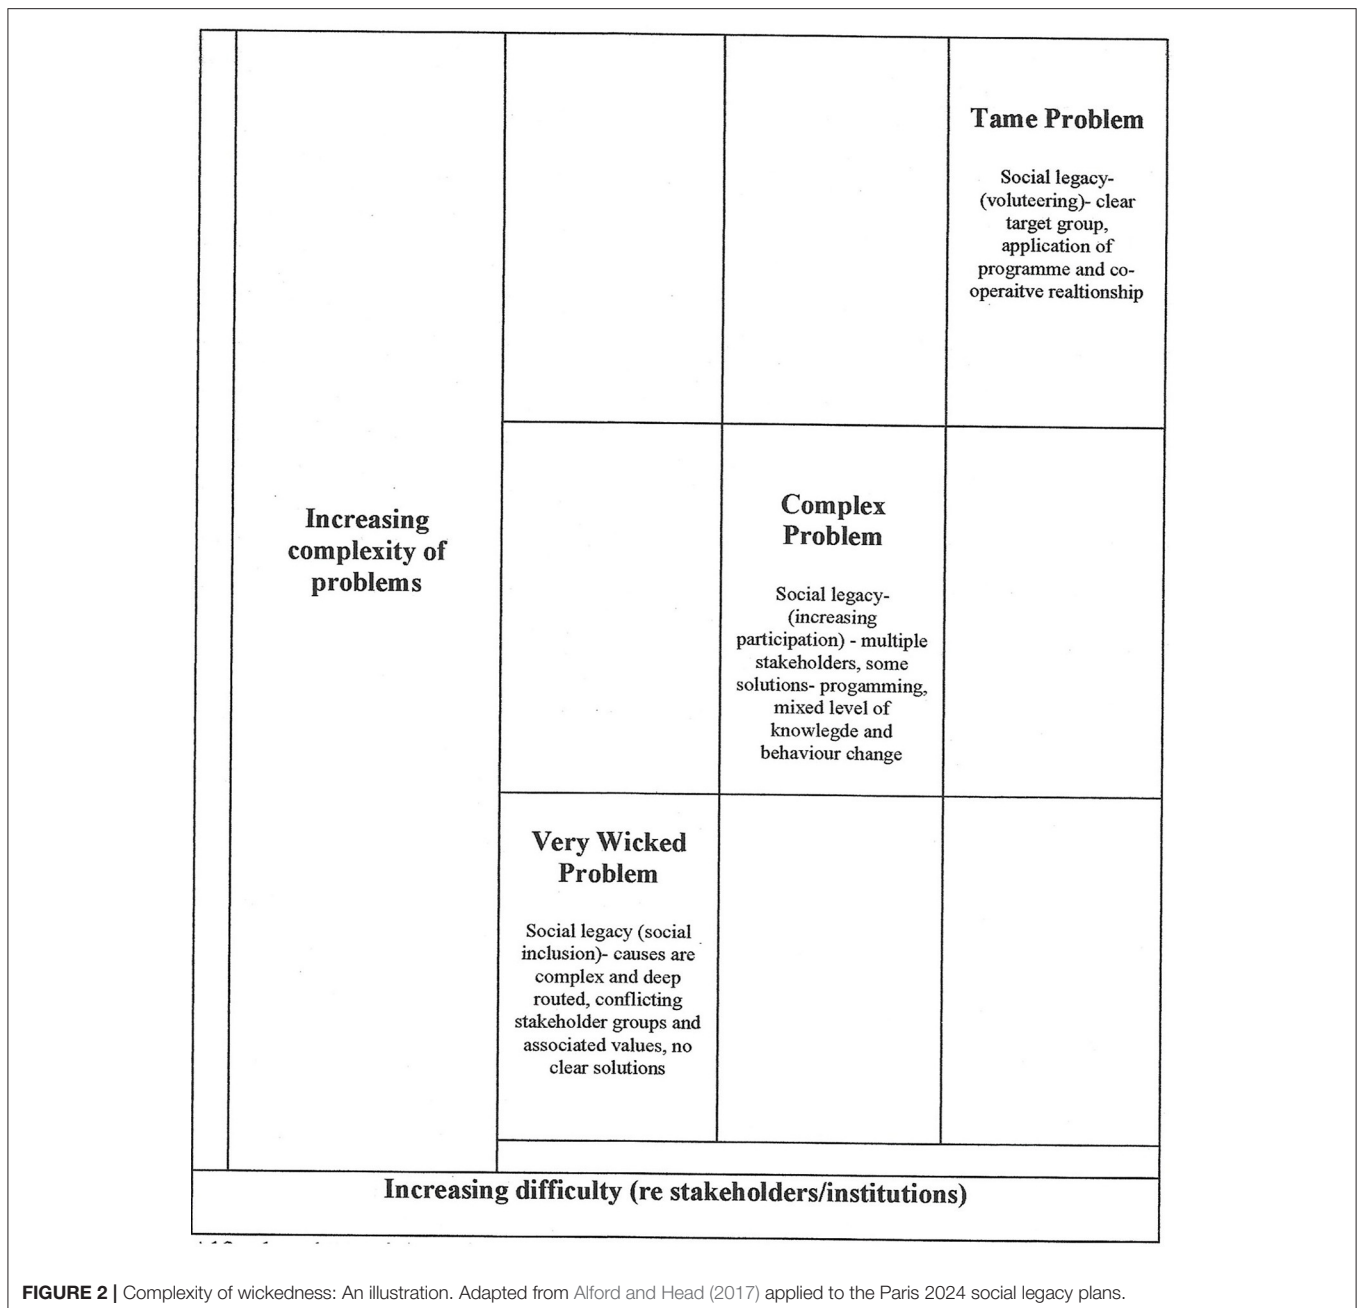 Tame Problem
Social legacy-
(voluteering)- clear
target group,
application of
programme and co-
operaitve realtionship
Increasing
complexity of
problems
Complex
Problem
Social legacy-
(increasing
participation) - multiple
stakeholders, some
solutions- progamming,
mixed level of
knowlegde and
behaviour change
Very Wicked
Problem
Social legacy (social
inclusion)- causes are
complex and deep
routed, conflicting
stakeholder groups and
associated values, no
clear solutions
Increasing difficulty (re stakeholders/institutions)
FIGURE 2 | Complexity of wickedness: An illustration. Adapted from Alford and Head (2017) applied to the Paris 2024 social legacy plans.